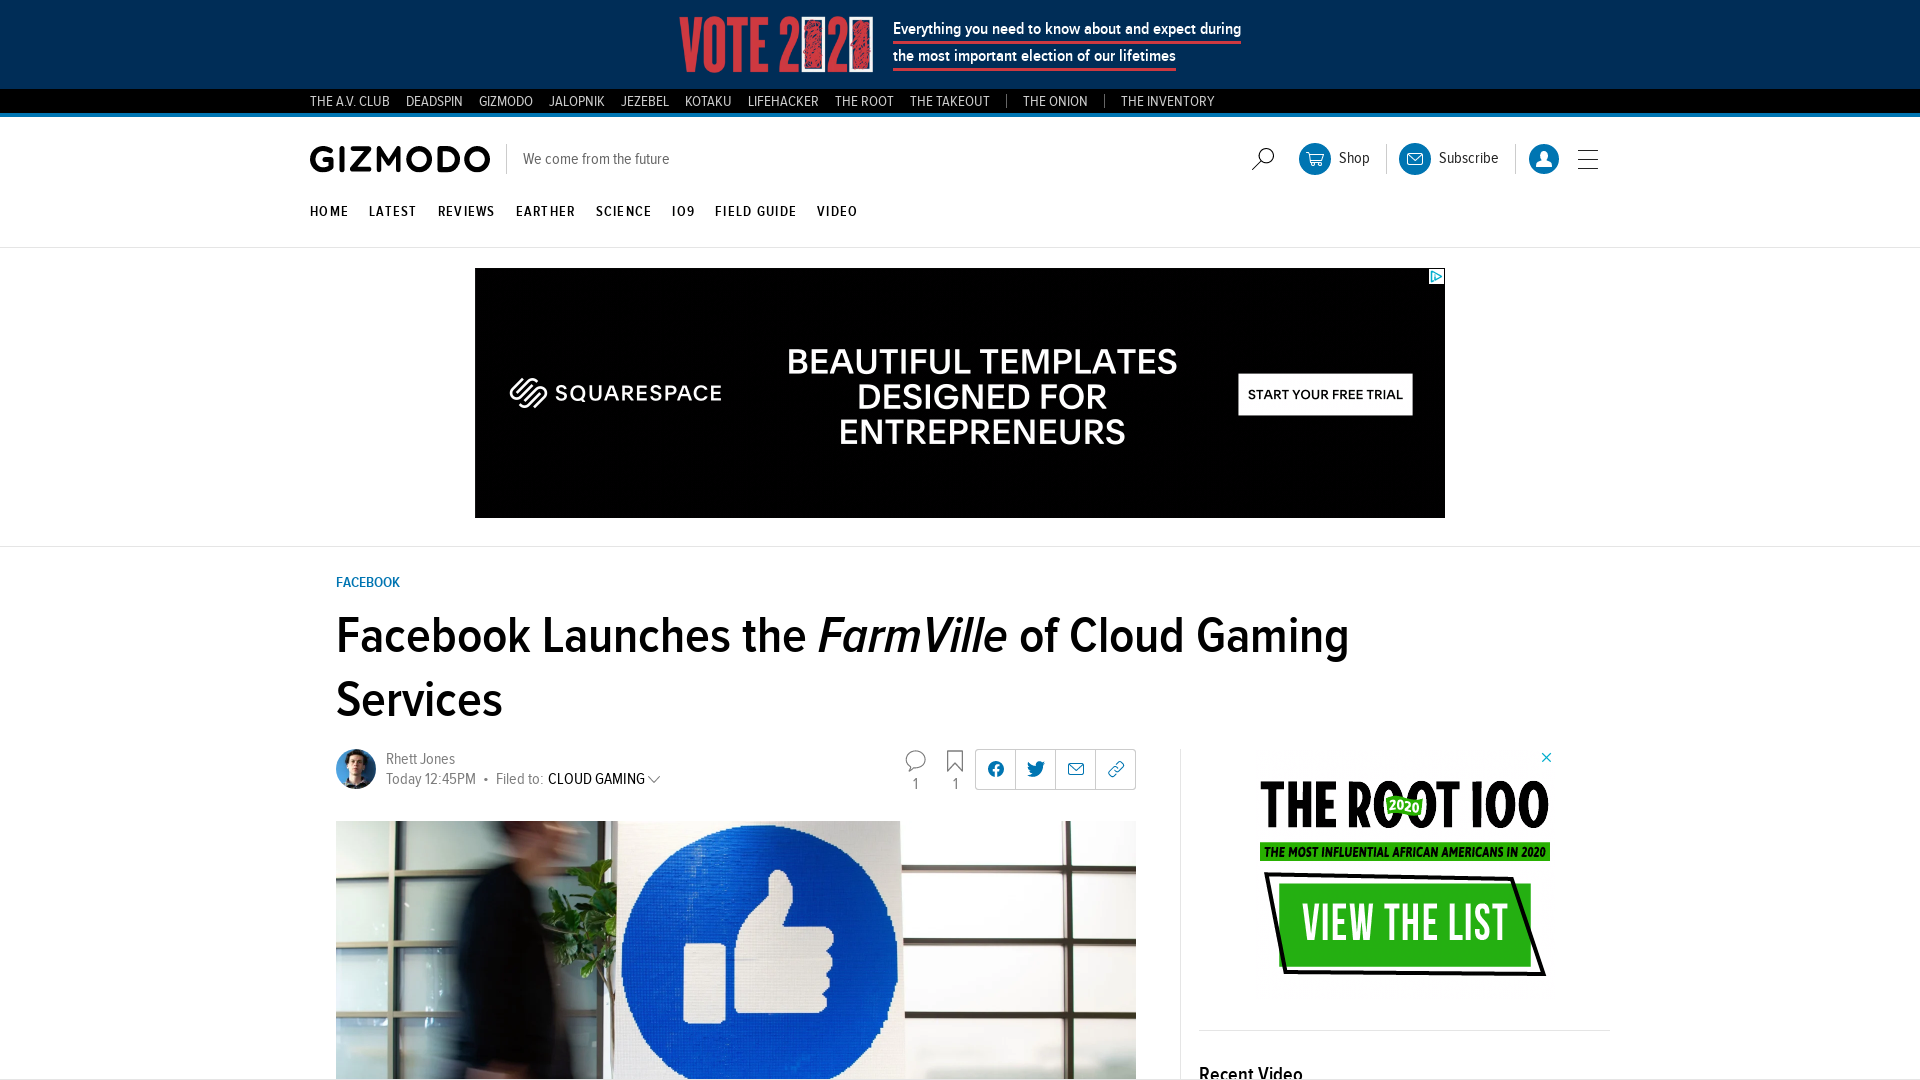 VOTE 2020
Everything you need to know about and expect during
the most important election of our lifetimes
THE A.V. CLUB DEADSPIN GIZMODO JALOPNIK JEZEBEL KOTAKU LIFEHACKER THE ROOT THE TAKEOUT THE ONION THE INVENTORY
GIZMODO We come from the future Shop Subscribe
HOME LATEST REVIEWS EARTHER SCIENCE IO9 FIELD GUIDE VIDEO
SQUARESPACE
BEAUTIFUL TEMPLATES
DESIGNED FOR
ENTREPRENEURS
START YOUR FREE TRIAL
FACEBOOK
Facebook Launches the FarmVille of Cloud Gaming
Services
Rhett Jones
Today 12:45PM • Filed to: CLOUD GAMING
1 1
THE ROOT 100
2020
THE MOST INFLUENTIAL AFRICAN AMERICANS IN 2020
VIEW THE LIST
Recent Video